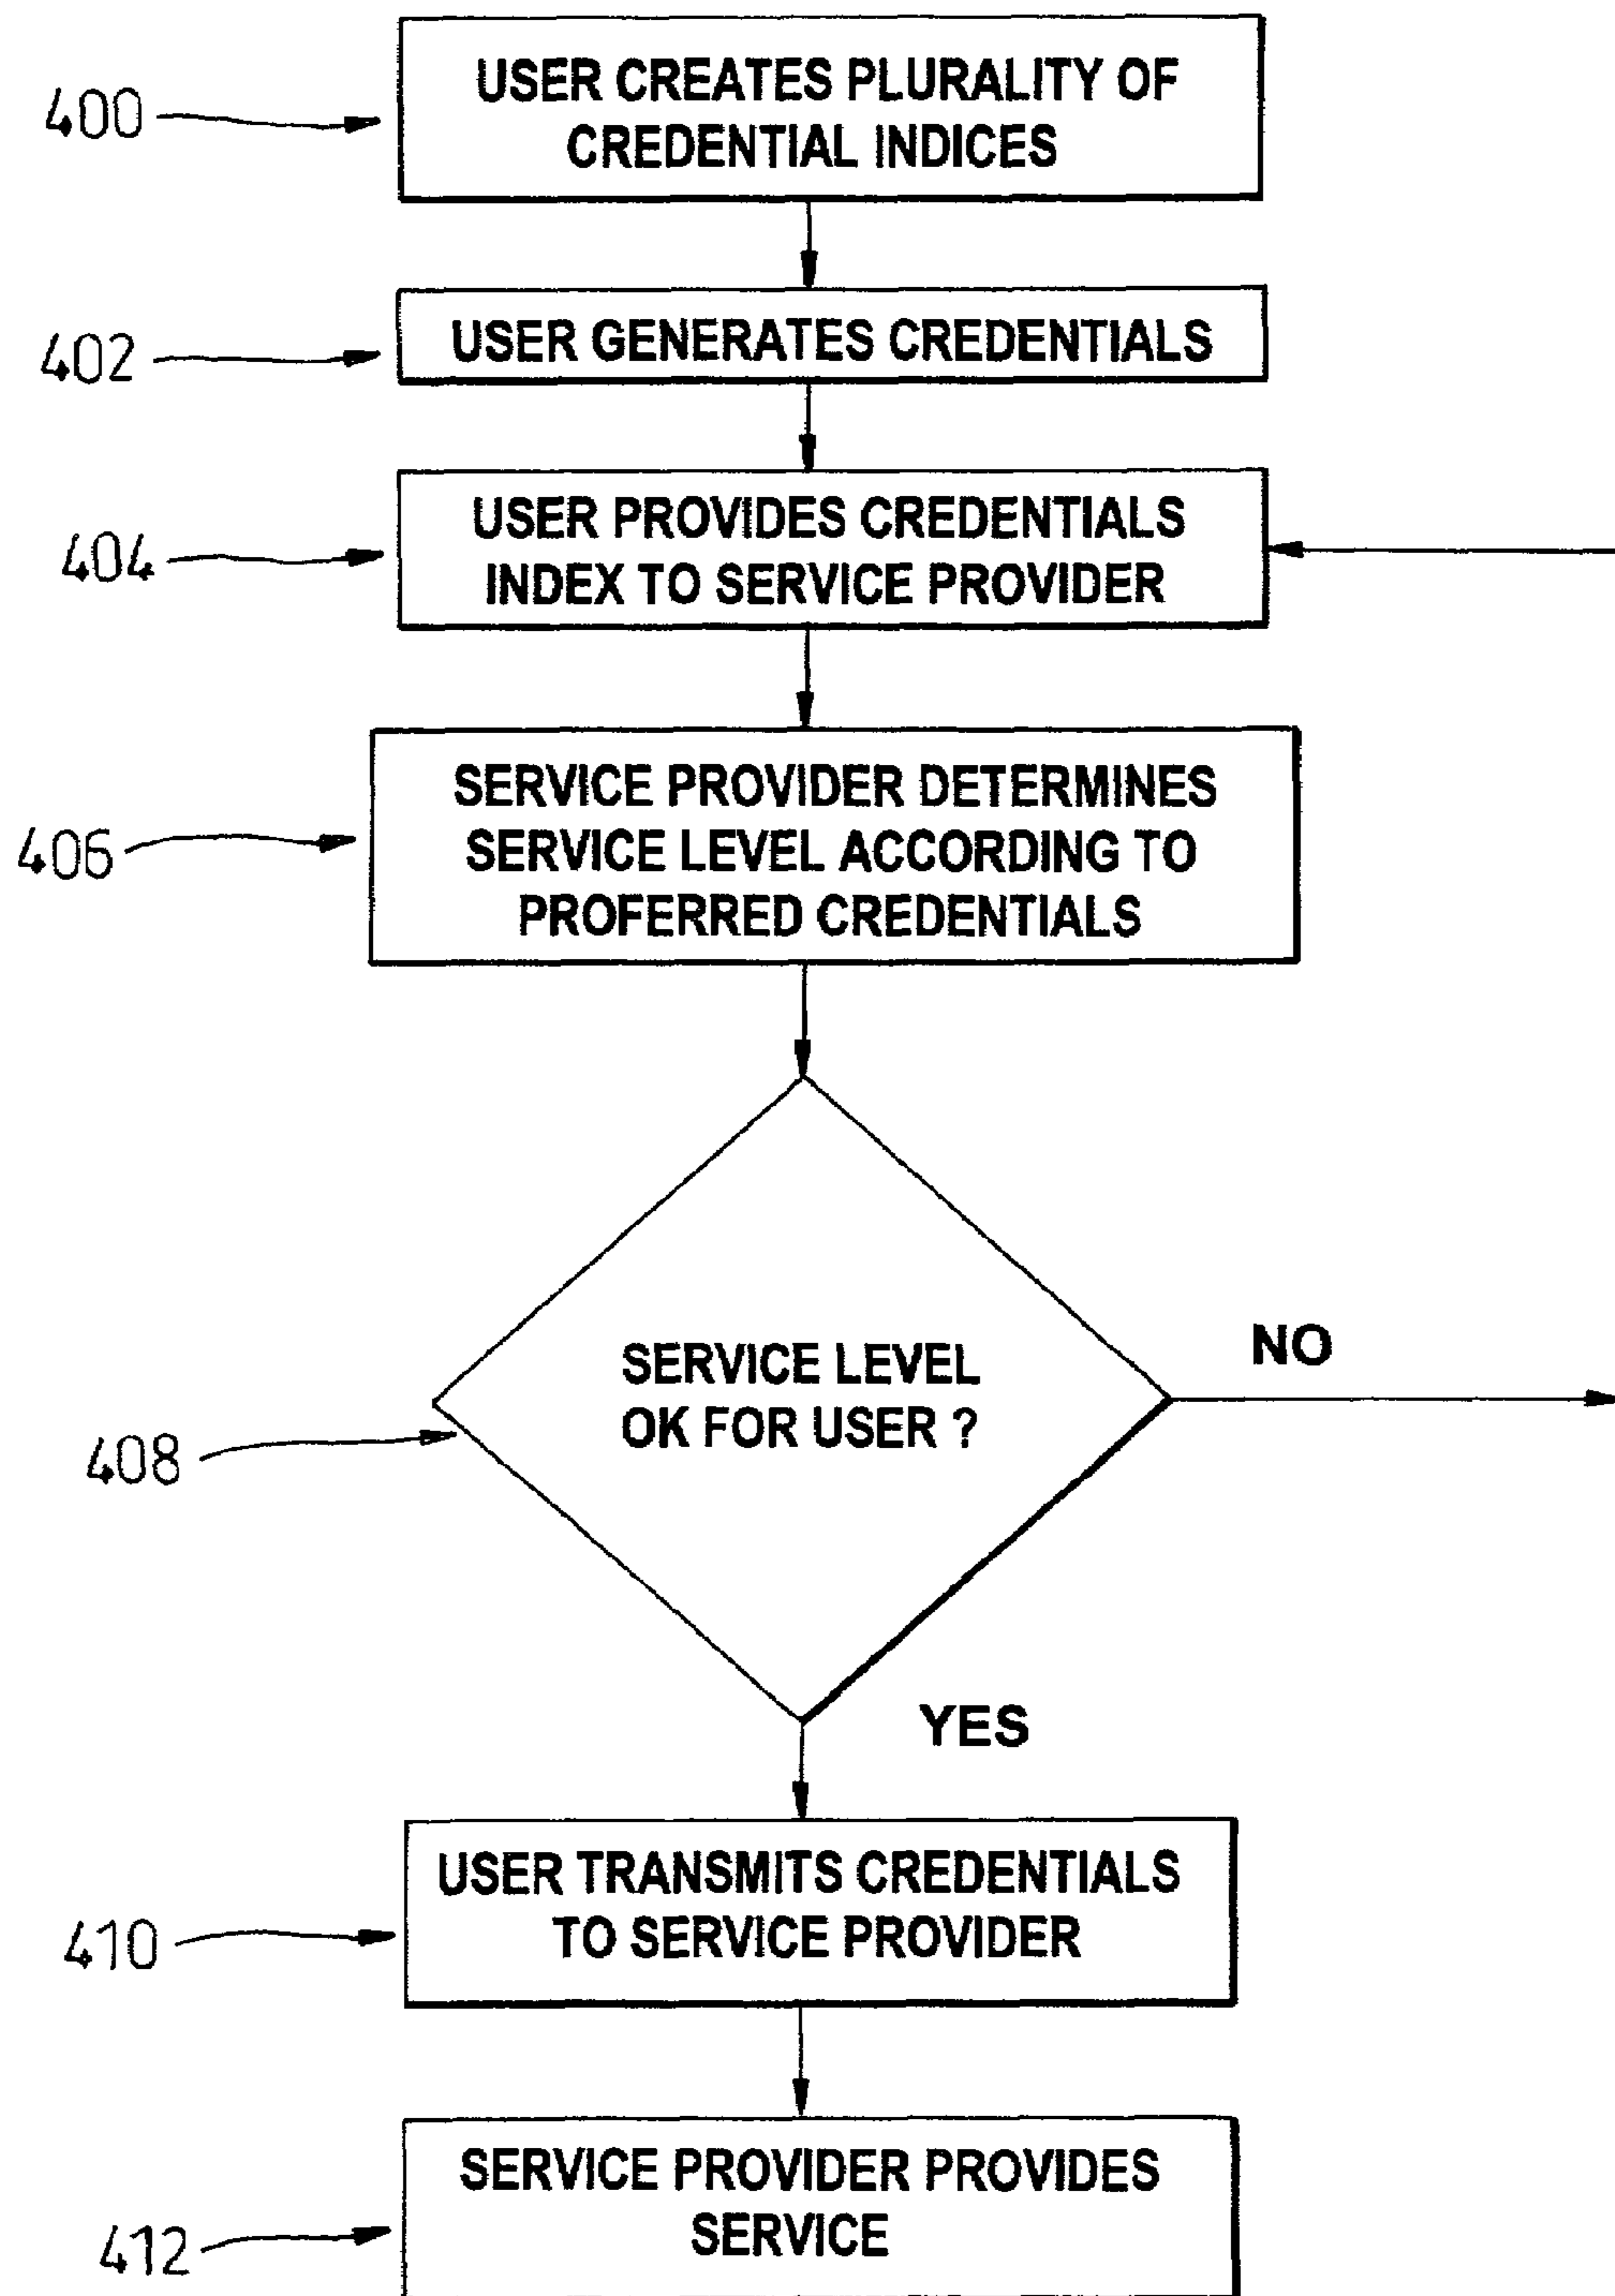 400
USER CREATES PLURALITY OF
CREDENTIAL INDICES
402
USER GENERATES CREDENTIALS
404
USER PROVIDES CREDENTIALS
INDEX TO SERVICE PROVIDER
406
SERVICE PROVIDER DETERMINES
SERVICE LEVEL ACCORDING TO
PROFERRED CREDENTIALS
408
SERVICE LEVEL
OK FOR USER ?
NO
YES
410
USER TRANSMITS CREDENTIALS
TO SERVICE PROVIDER
412
SERVICE PROVIDER PROVIDES
SERVICE